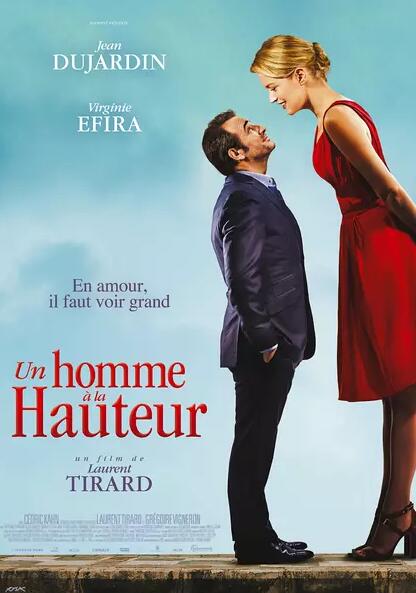 Jean
DUJARDIN
Virginie
EFIRA
En amour,
il faut voir grand
Un homme
à la
Hauteur
un film de
Laurent
TIRARD
CÉDRIC KAHN LAURENT TIRARD GRÉGOIRE VIGNERON